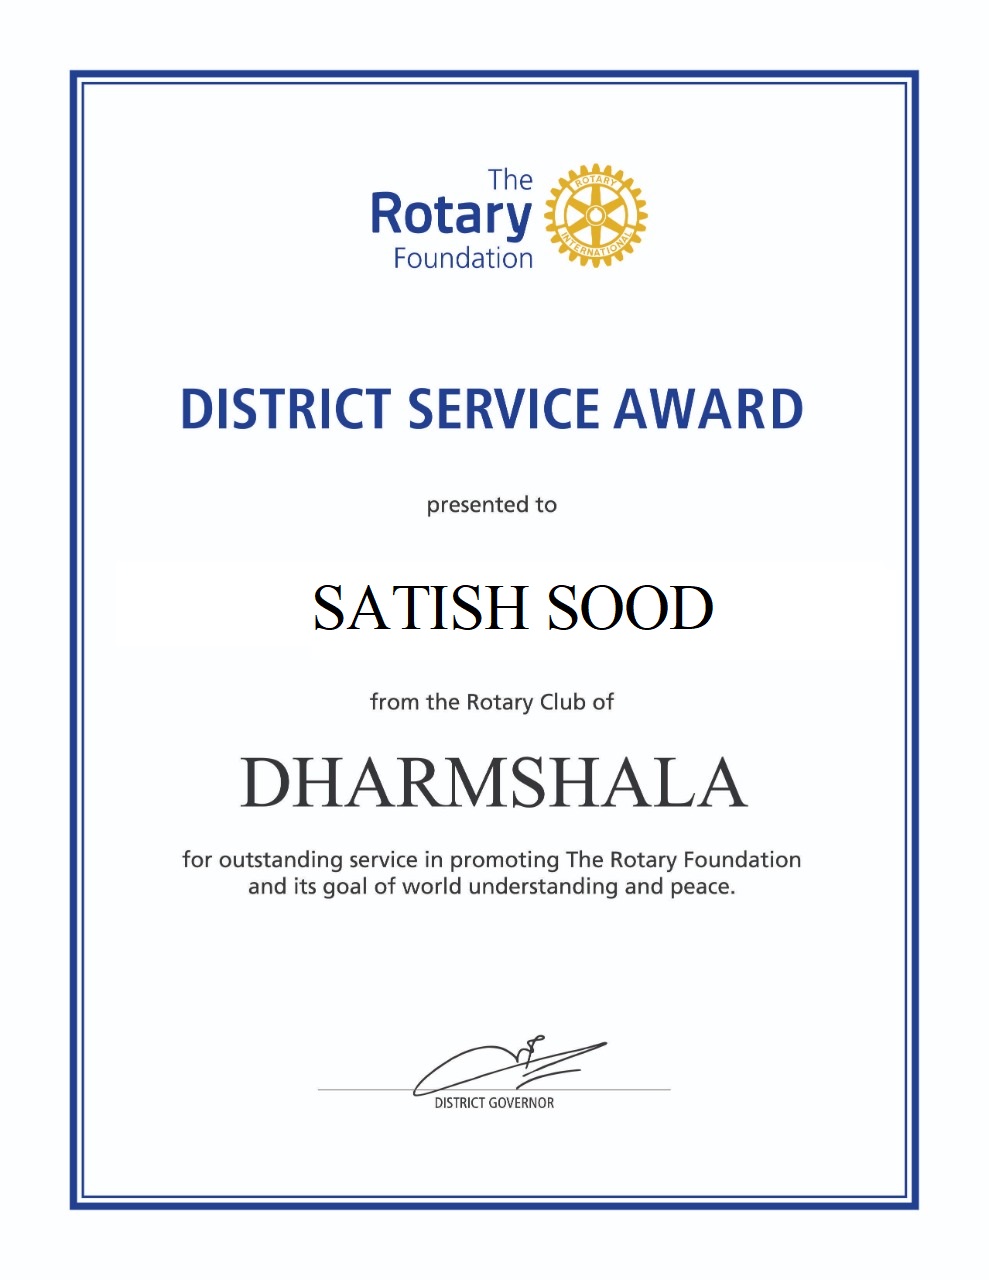 The
Rotary
Foundation
ROTARY
INTERNATIONAL
DISTRICT SERVICE AWARD
presented to
SATISH SOOD
from the Rotary Club of
DHARMSHALA
for outstanding service in promoting The Rotary Foundation
and its goal of world understanding and peace.
DISTRICT GOVERNOR